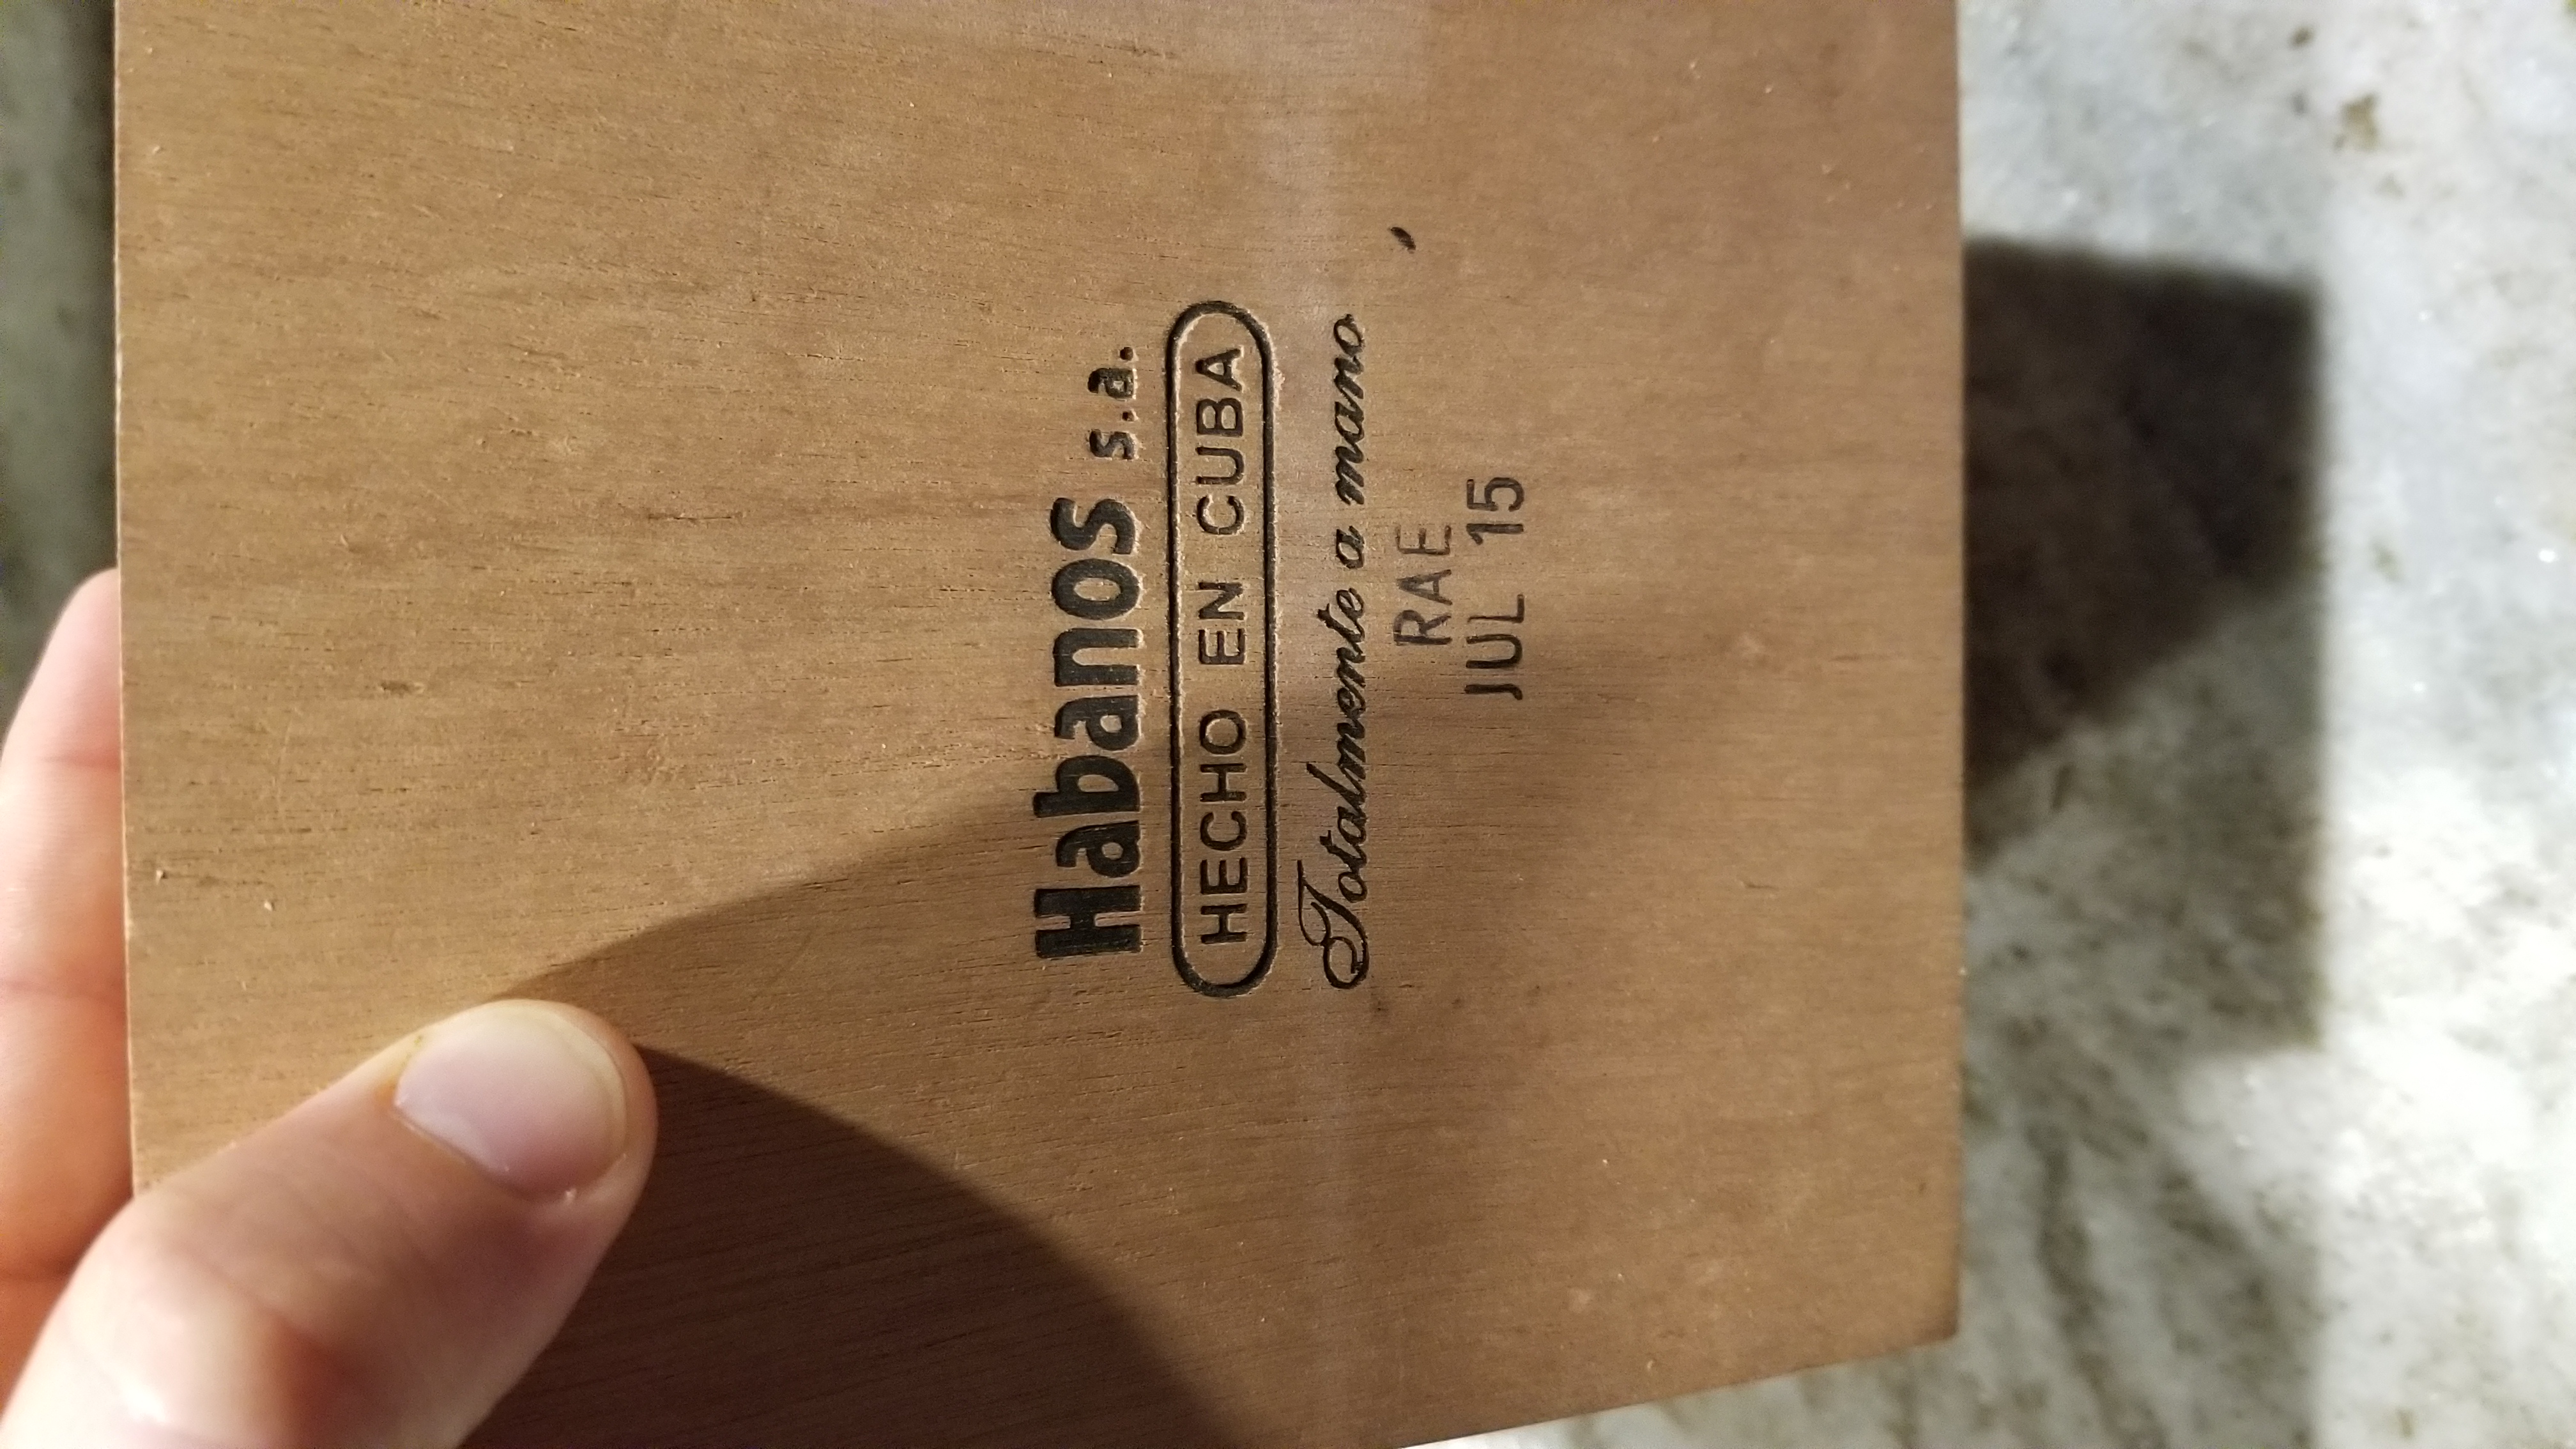 Habanos s.a.
HECHO EN CUBA
Totalmente a mano
RAE
JUL 15